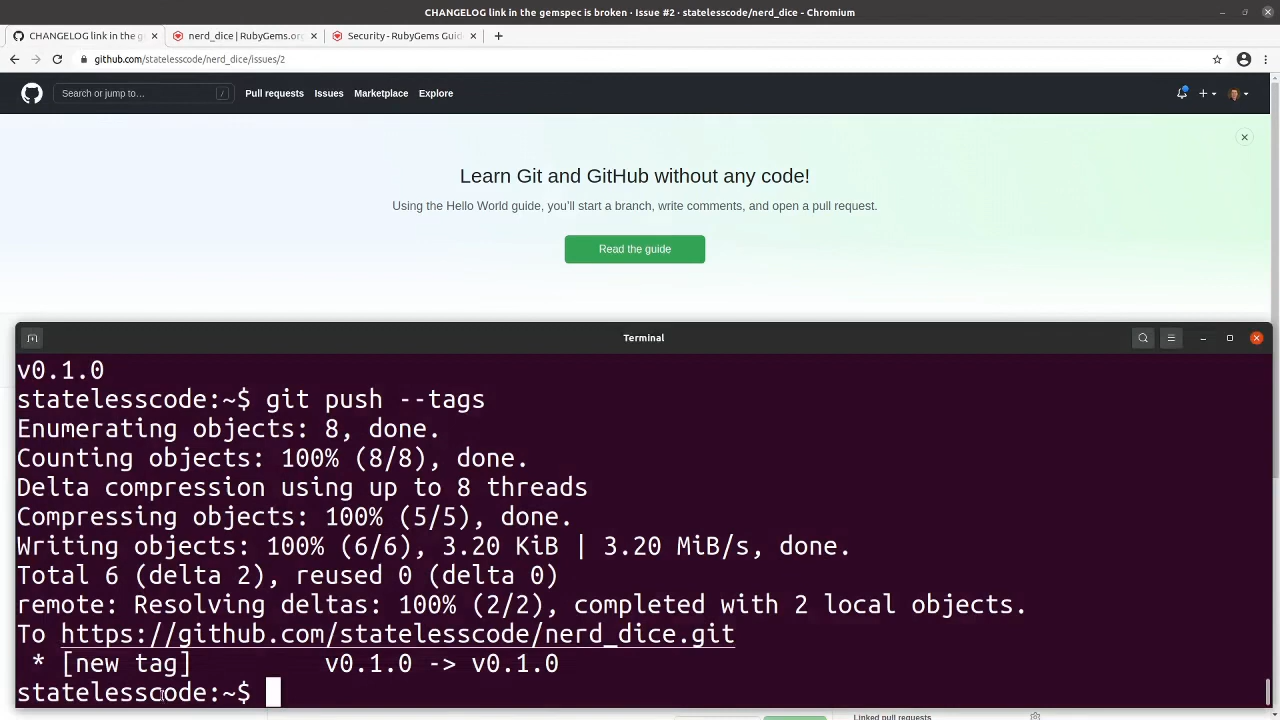 CHANGELOG link in the gemspec is broken · Issue #2 · statelesscode/nerd_dice - Chromium
CHANGELOG link in the ge
nerd_dice | RubyGems.or
Security - RubyGems Guid
github.com/statelesscode/nerd_dice/issues/2
Search or jump to…
/
Pull requests
Issues
Marketplace
Explore
Learn Git and GitHub without any code!
Using the Hello World guide, you’ll start a branch, write comments, and open a pull request.
Read the guide
Terminal
v0.1.0
statelesscode:~$ git push --tags
Enumerating objects: 8, done.
Counting objects: 100% (8/8), done.
Delta compression using up to 8 threads
Compressing objects: 100% (5/5), done.
Writing objects: 100% (6/6), 3.20 KiB | 3.20 MiB/s, done.
Total 6 (delta 2), reused 0 (delta 0)
remote: Resolving deltas: 100% (2/2), completed with 2 local objects.
To https://github.com/statelesscode/nerd_dice.git
* [new tag] v0.1.0 -> v0.1.0
statelesscode:~$
Linked pull requests